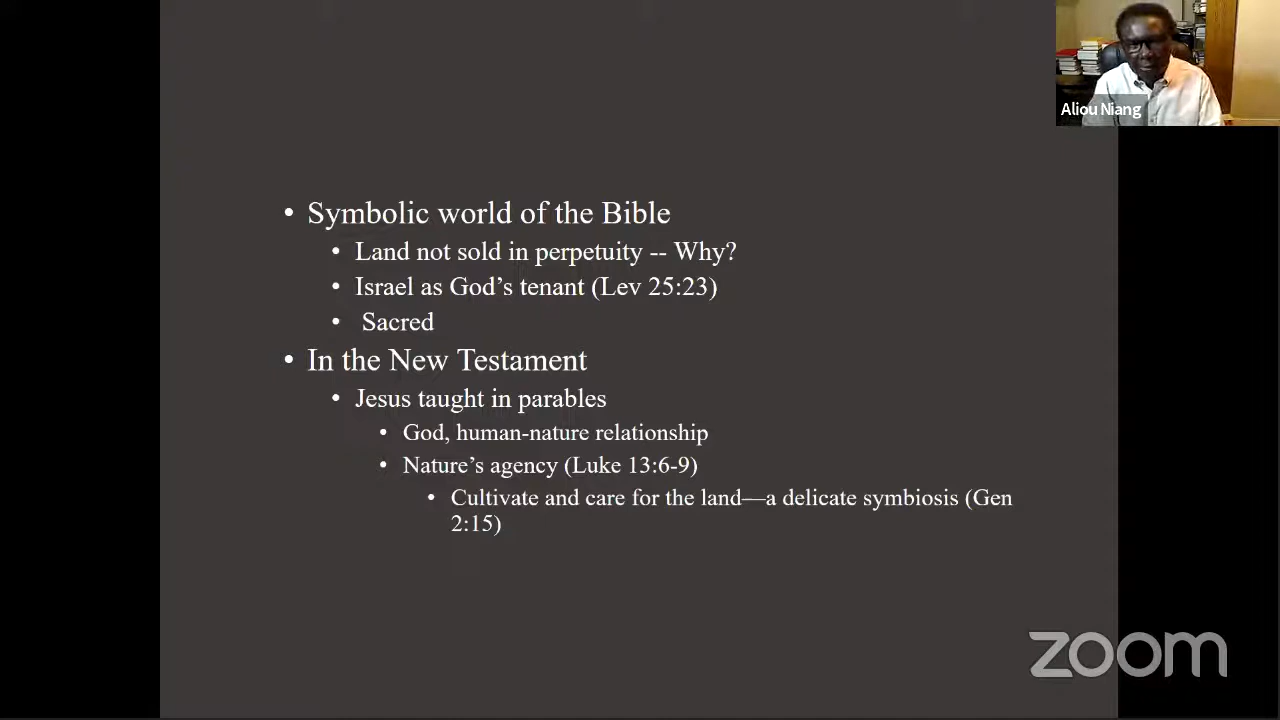 Aliou Niang
• Symbolic world of the Bible
• Land not sold in perpetuity -- Why?
• Israel as God’s tenant (Lev 25:23)
• Sacred
• In the New Testament
• Jesus taught in parables
• God, human-nature relationship
• Nature’s agency (Luke 13:6-9)
• Cultivate and care for the land—a delicate symbiosis (Gen
2:15)
zoom